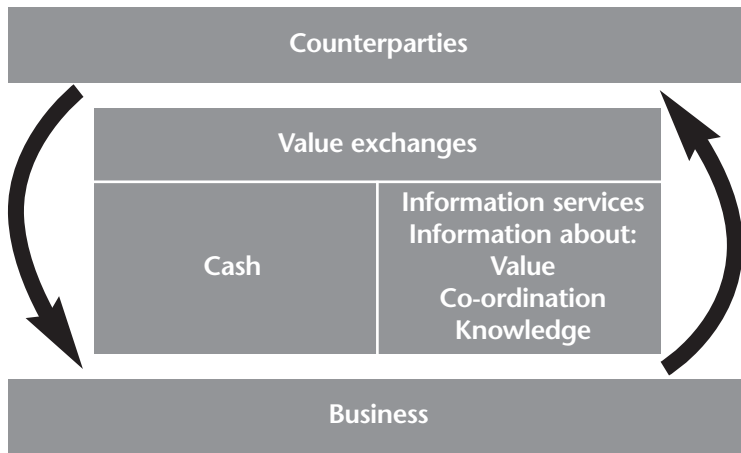 Counterparties
Value exchanges
Cash
Information services
Information about:
Value
Co-ordination
Knowledge
Business